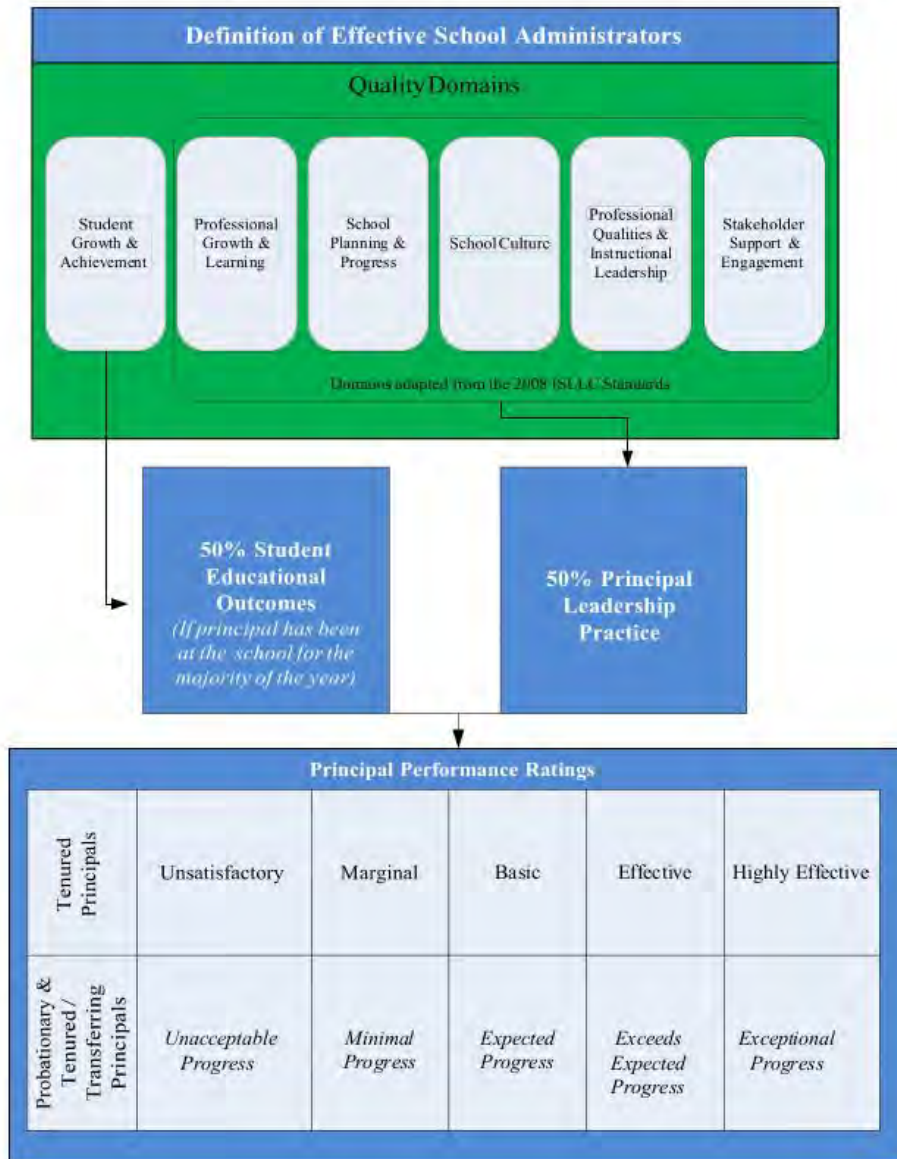 Definition of Effective School Administrators
Quality Domains
Student
Growth &
Achievement
Professional
Growth &
Learning
School
Planning &
Progress
School Culture
Professional
Qualities &
Instructional
Leadership
Stakeholder
Support &
Engagement
Domains adapted from the 2008 ISLLC Standards
50% Student
Educational
Outcomes
(If principal has been
at the school for the
majority of the year)
50% Principal
Leadership
Practice
Principal Performance Ratings
Tenured
Principals
Unsatisfactory
Marginal
Basic
Effective
Highly Effective
Probationary &
Tenured /
Transferring
Principals
Unacceptable
Progress
Minimal
Progress
Expected
Progress
Exceeds
Expected
Progress
Exceptional
Progress